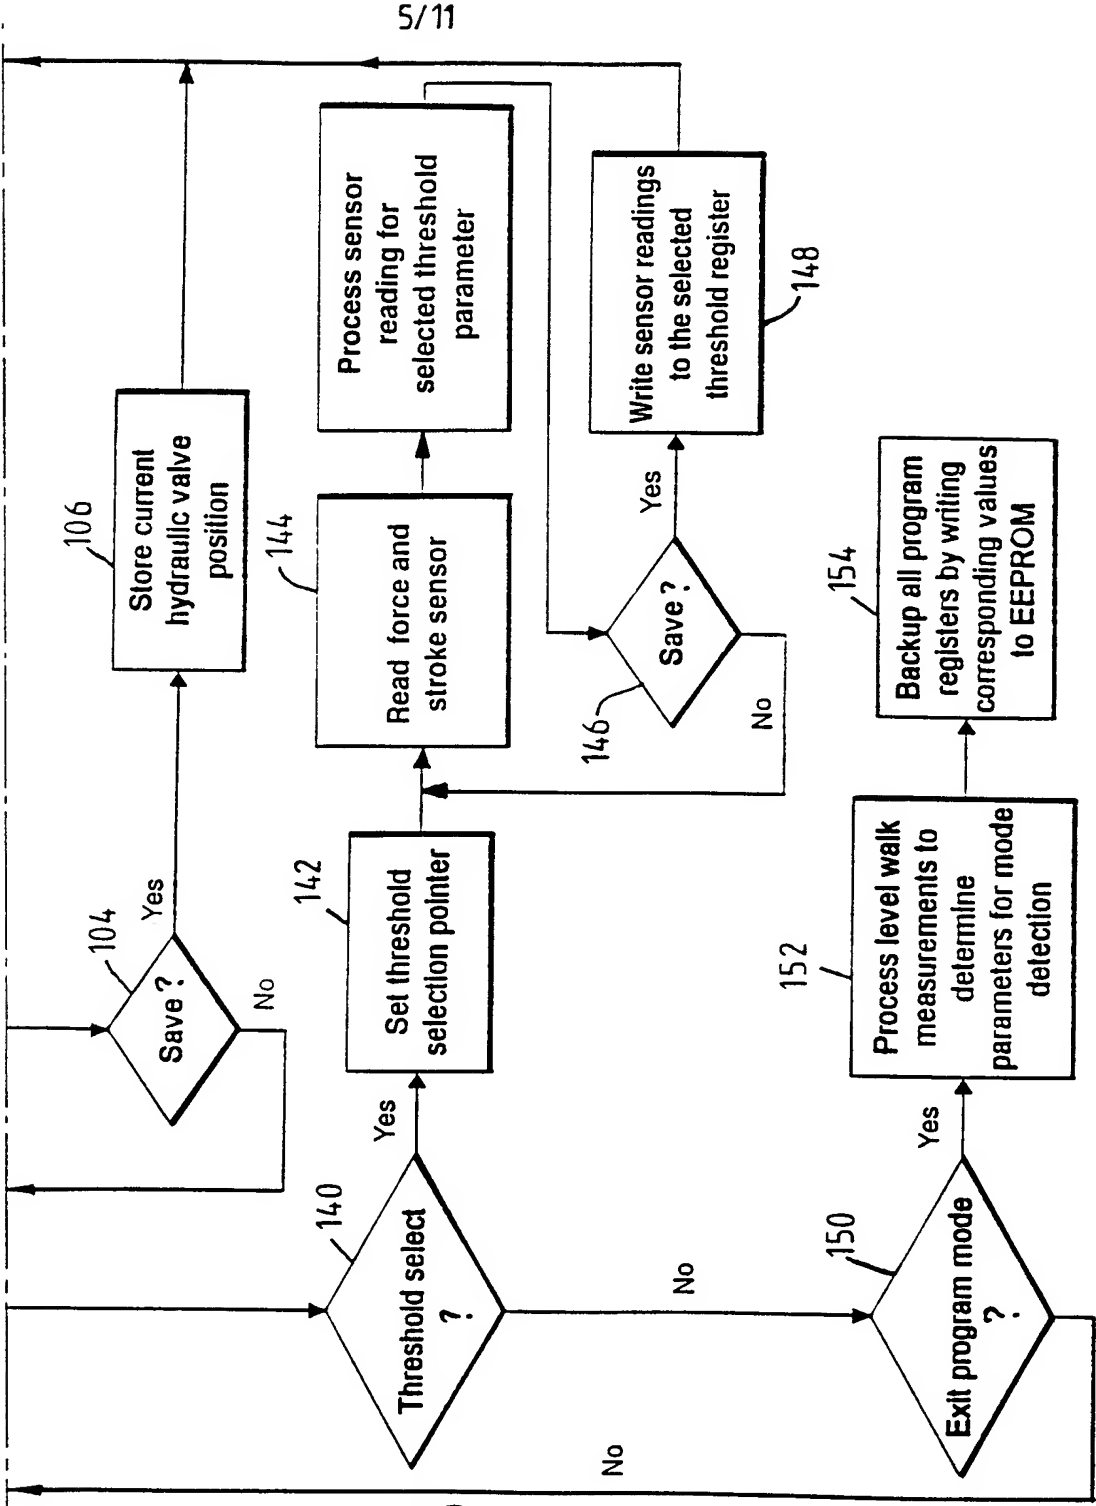 5/11
104
Save ?
Yes
No
106
Store current
hydraulic valve
position
140
Threshold select
?
Yes
No
142
Set threshold
selection pointer
144
Read force and
stroke sensor
Process sensor
reading for
selected threshold
parameter
146
Save ?
Yes
No
Write sensor readings
to the selected
threshold register
148
150
Exit program mode
?
Yes
No
152
Process level walk
measurements to
determine
parameters for mode
detection
154
Backup all program
registers by writing
corresponding values
to EEPROM